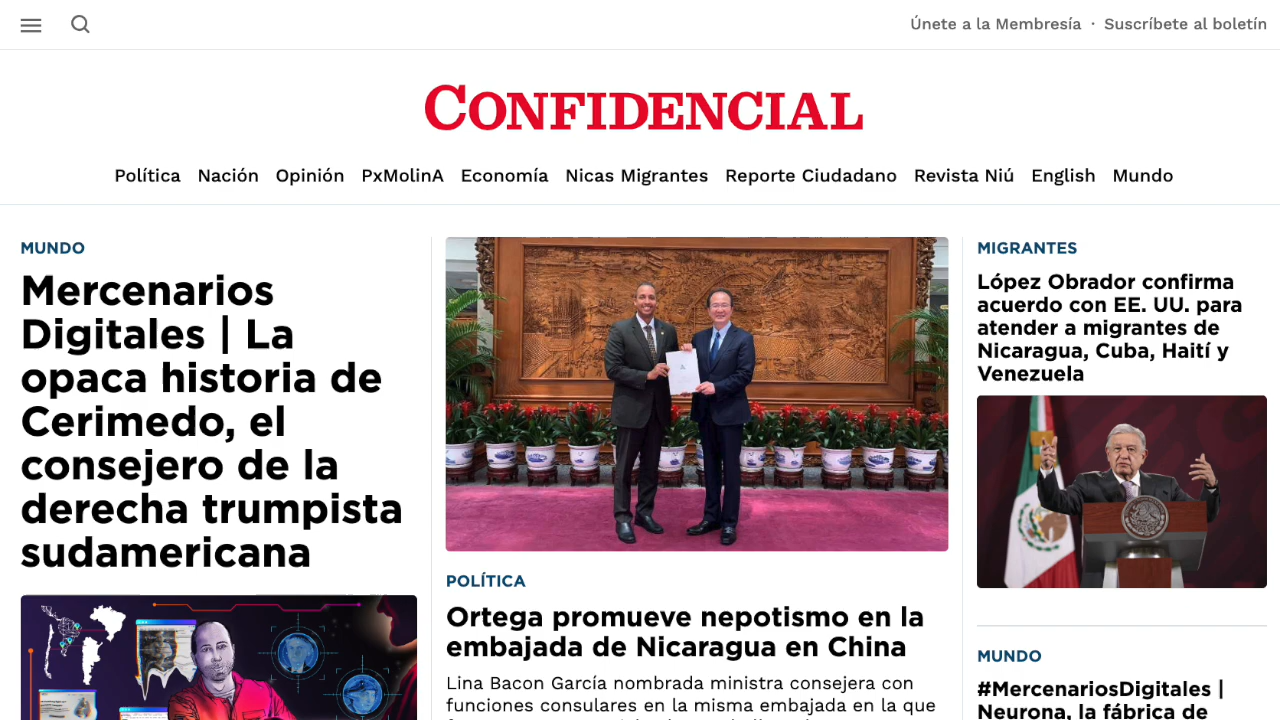 Únete a la Membresía · Suscríbete al boletín
CONFIDENCIAL
Política Nación Opinión PxMolinA Economía Nicas Migrantes Reporte Ciudadano Revista Niú English Mundo
MUNDO
Mercenarios
Digitales | La
opaca historia de
Cerimedo, el
consejero de la
derecha trumpista
sudamericana
POLÍTICA
Ortega promueve nepotismo en la
embajada de Nicaragua en China
Lina Bacon García nombrada ministra consejera con
funciones consulares en la misma embajada en la que
MIGRANTES
López Obrador confirma
acuerdo con EE. UU. para
atender a migrantes de
Nicaragua, Cuba, Haití y
Venezuela
MUNDO
#MercenariosDigitales |
Neurona, la fábrica de